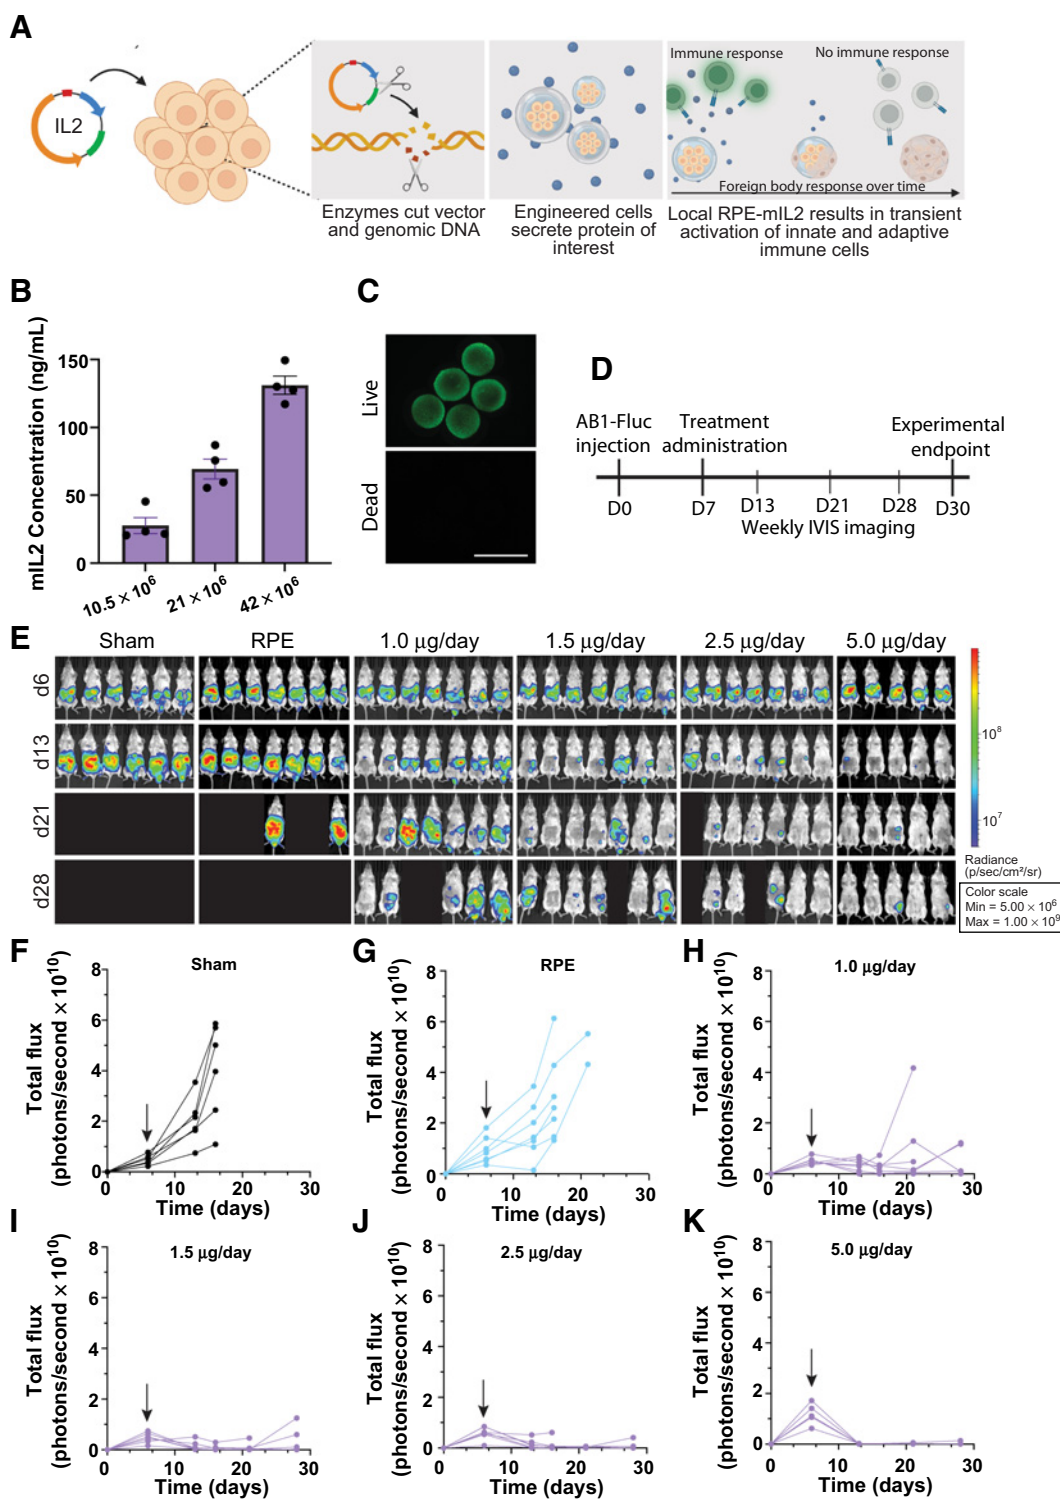 A
IL2
Immune response
No immune response
Foreign body response over time
Enzymes cut vector
and genomic DNA
Engineered cells
secrete protein of
interest
Local RPE-mIL2 results in transient
activation of innate and adaptive
immune cells
B
mIL2 Concentration (ng/mL)
150
100
50
0
10.5 × 10⁶
21 × 10⁶
42 × 10⁶
C
Live
Dead
D
AB1-Fluc
injection
Treatment
administration
Experimental
endpoint
D0
D7
D13
D21
D28
D30
Weekly IVIS imaging
E
Sham
RPE
1.0 µg/day
1.5 µg/day
2.5 µg/day
5.0 µg/day
d6
d13
d21
d28
10⁸
10⁷
Radiance
(p/sec/cm²/sr)
Color scale
Min = 5.00 × 10⁶
Max = 1.00 × 10⁹
F
Sham
Total flux
(photons/second × 10¹⁰)
8
6
4
2
0
0 10 20 30
Time (days)
G
RPE
Total flux
(photons/second × 10¹⁰)
8
6
4
2
0
0 10 20 30
Time (days)
H
1.0 µg/day
Total flux
(photons/second × 10¹⁰)
8
6
4
2
0
0 10 20 30
Time (days)
I
1.5 µg/day
Total flux
(photons/second × 10¹⁰)
8
6
4
2
0
0 10 20 30
Time (days)
J
2.5 µg/day
Total flux
(photons/second × 10¹⁰)
8
6
4
2
0
0 10 20 30
Time (days)
K
5.0 µg/day
Total flux
(photons/second × 10¹⁰)
8
6
4
2
0
0 10 20 30
Time (days)